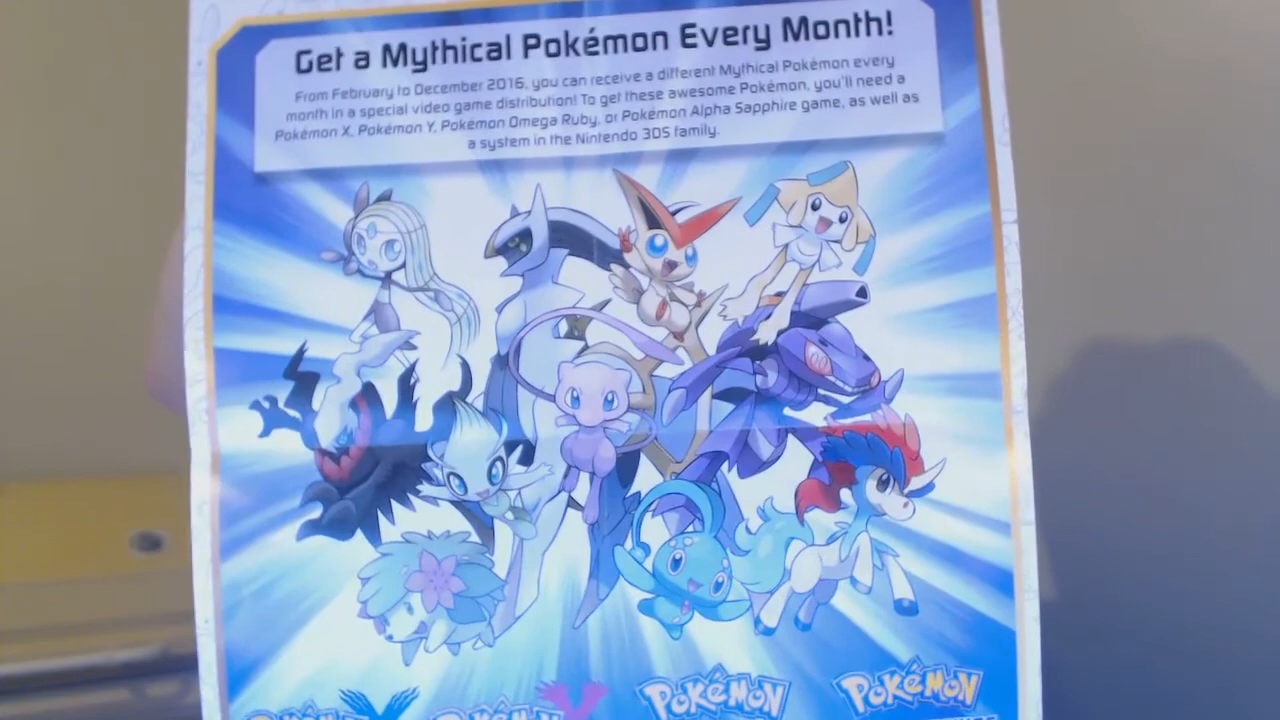 Get a Mythical Pokémon Every Month!
From February to December 2016, you can receive a different Mythical Pokémon every
month in a special video game distribution! To get these awesome Pokémon, you'll need a
Pokémon X, Pokémon Y, Pokémon Omega Ruby, or Pokémon Alpha Sapphire game, as well as
a system in the Nintendo 3DS family.
Pokémon X Pokémon Y POKéMON POKéMON